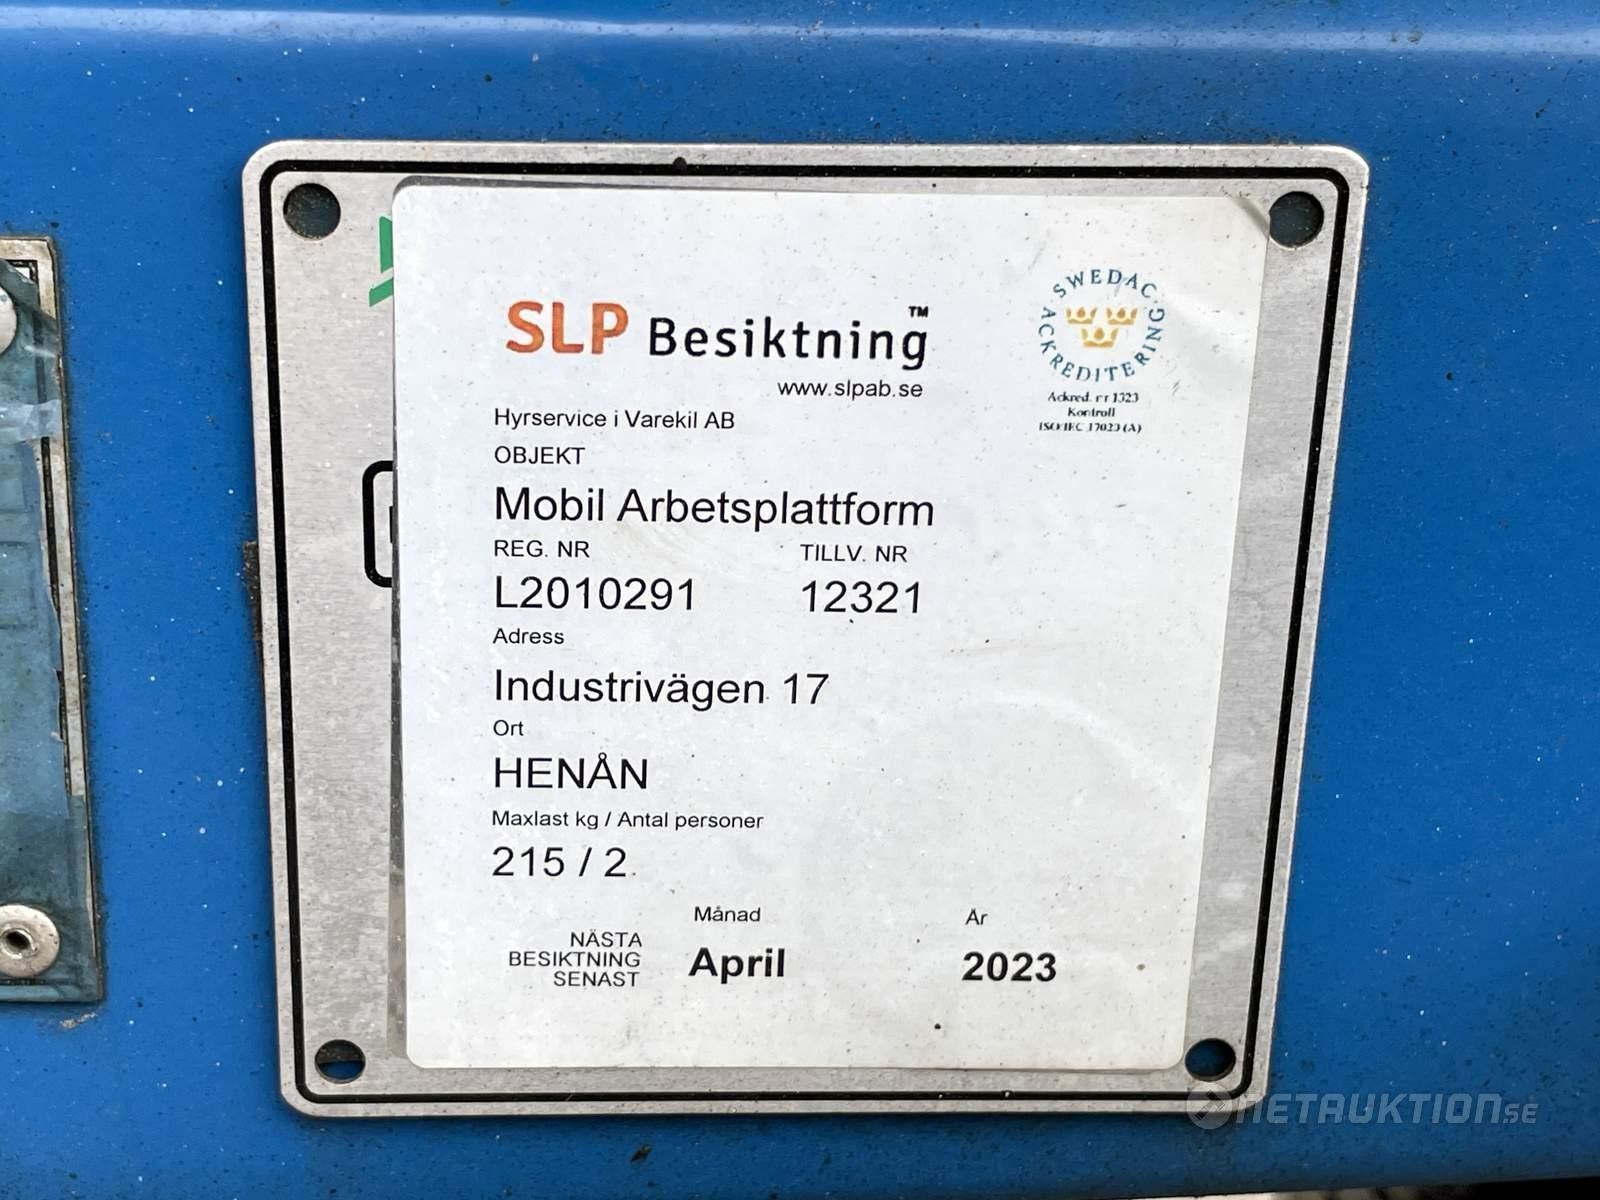 SLP Besiktning™
www.slpab.se
SWEDAC
ACKREDITERING
Ackred. nr 1323
Kontroll
ISO/IEC 17020 (A)
Hyrservice i Varekil AB
OBJEKT
Mobil Arbetsplattform
REG. NR TILLV. NR
L2010291 12321
Adress
Industrivägen 17
Ort
HENÅN
Maxlast kg / Antal personer
215 / 2
Månad År
NÄSTA
BESIKTNING
SENAST
April 2023
NETAUKTION.SE